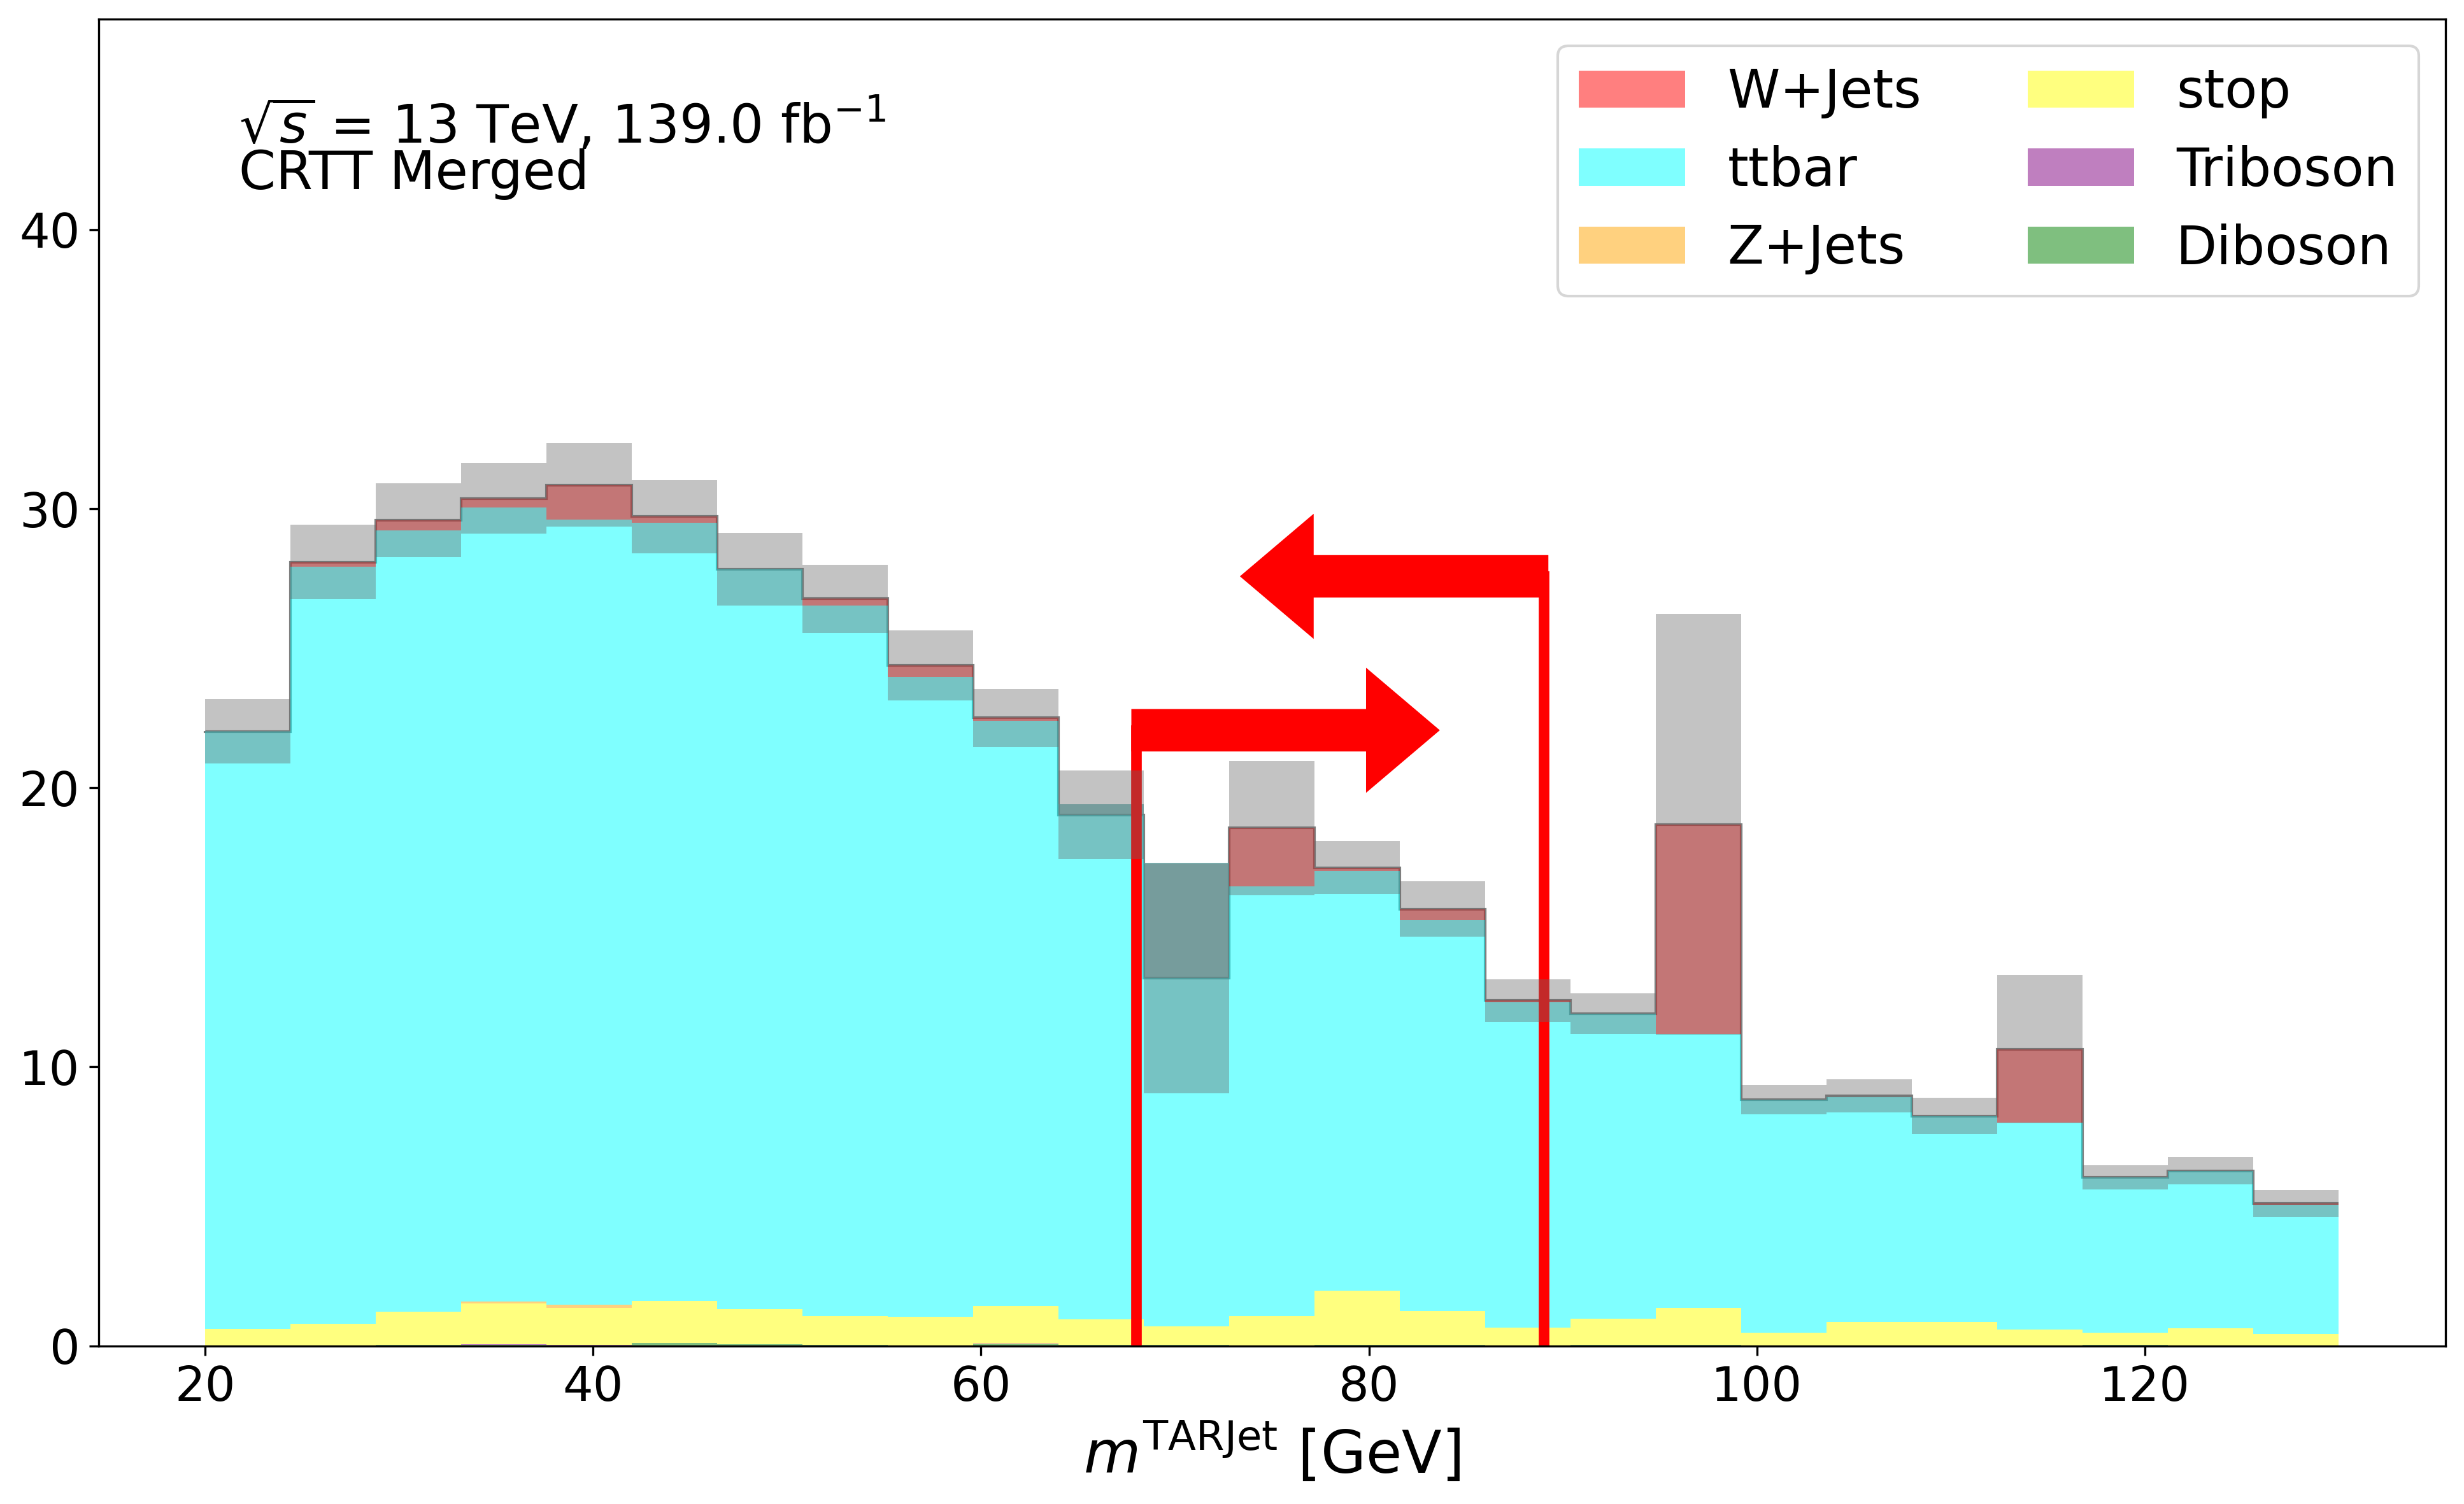 √s = 13 TeV, 139.0 fb⁻¹
CRTT Merged
W+Jets
ttbar
Z+Jets
stop
Triboson
Diboson
40
30
20
10
0
20 40 60 80 100 120
m^TARJet [GeV]